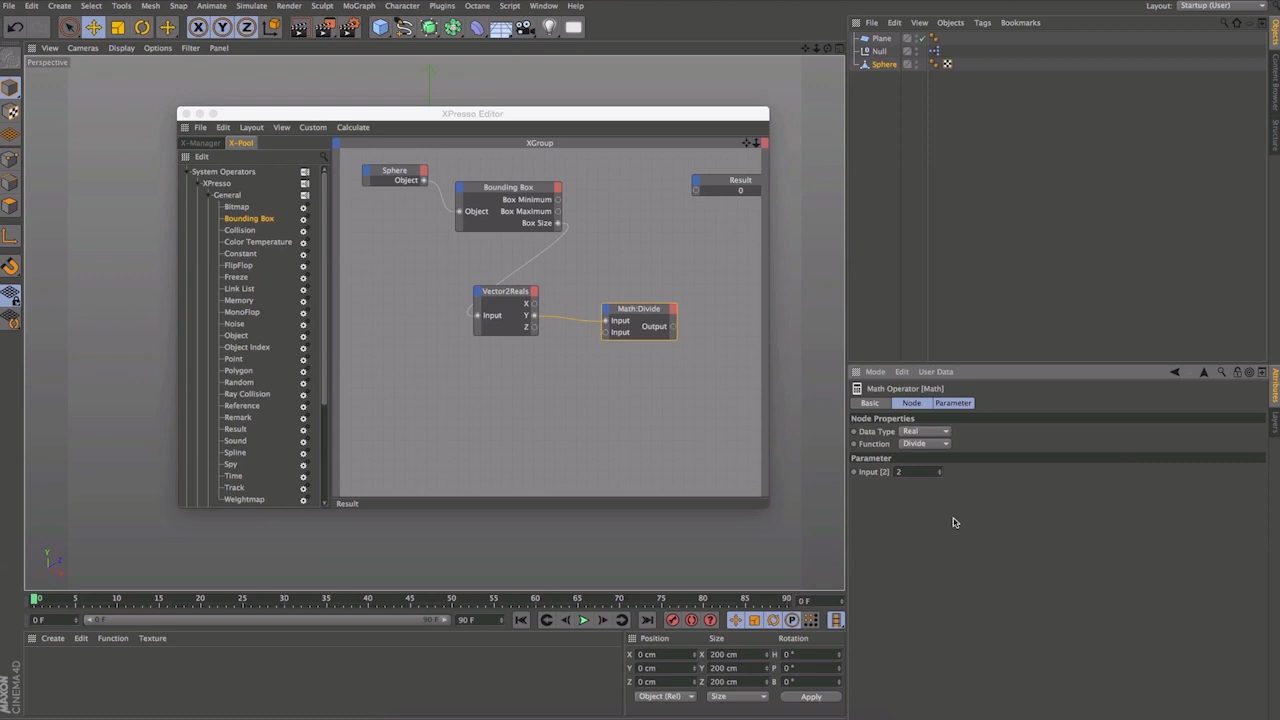 File Edit Create Select Tools Mesh Snap Animate Simulate Render Sculpt MoGraph Character Plugins Octane Script Window Help
Layout: Startup (User)
X Y Z
File Edit View Objects Tags Bookmarks
View Cameras Display Options Filter Panel
Perspective
Plane
Null
Sphere
Objects
Content Browser
Structure
XPresso Editor
File Edit Layout View Custom Calculate
X-Manager X-Pool
XGroup
Edit
System Operators
XPresso
General
Bitmap
Bounding Box
Collision
Color Temperature
Constant
FlipFlop
Freeze
Link List
Memory
MonoFlop
Noise
Object
Object Index
Point
Polygon
Random
Ray Collision
Reference
Remark
Result
Sound
Spline
Spy
Time
Track
Weightmap
Sphere
Object
Bounding Box
Box Minimum
Object Box Maximum
Box Size
Result
0
Vector2Reals
X
Input Y
Z
Math:Divide
Input
Output
Input
Result
Mode Edit User Data
Attributes
Layers
Math Operator [Math]
Basic Node Parameter
Node Properties
Data Type Real
Function Divide
Parameter
Input [2] 2
Y
Z
X
0 5 10 15 20 25 30 35 40 45 50 55 60 65 70 75 80 85 90 0 F
0 F 0 F 90 F 90 F
P
Create Edit Function Texture
Position Size Rotation
X 0 cm X 200 cm H 0 °
Y 0 cm Y 200 cm P 0 °
Z 0 cm Z 200 cm B 0 °
Object (Rel) Size Apply
MAXON
CINEMA 4D